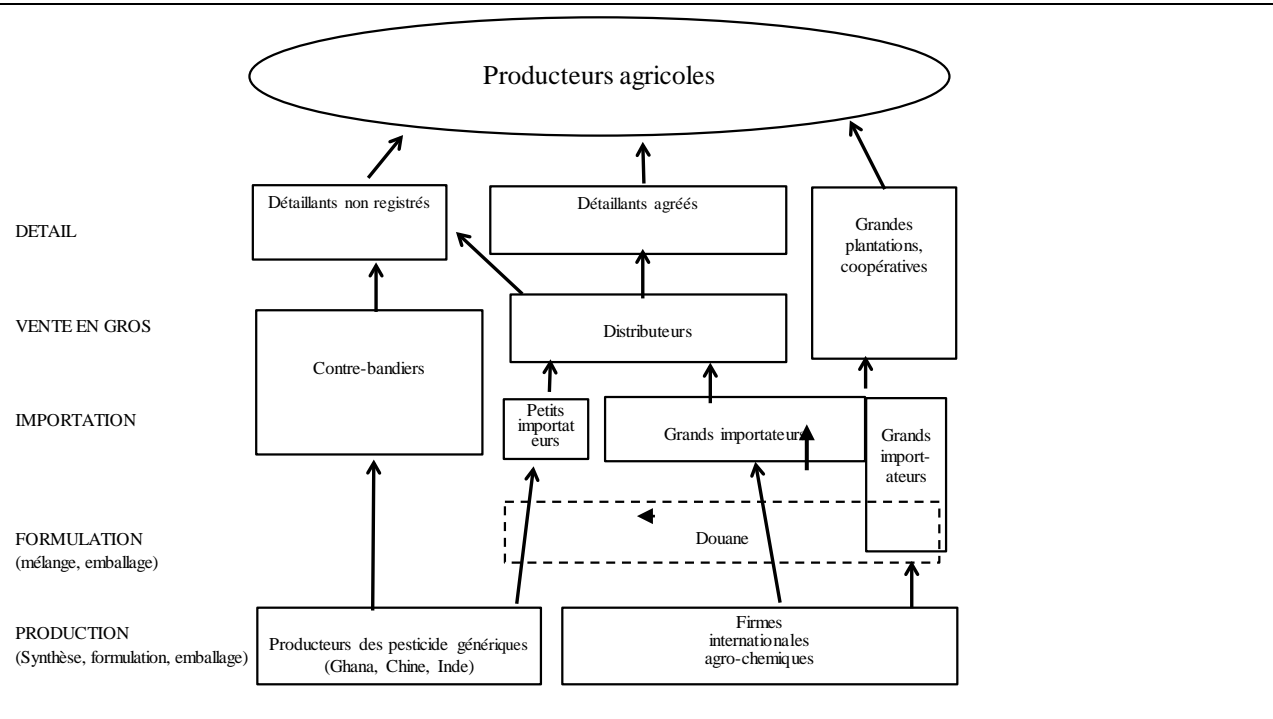 Producteurs agricoles
Détaillants non registrés
Détaillants agréés
Grandes
plantations,
coopératives
DETAIL
VENTE EN GROS
Distributeurs
Contre-bandiers
IMPORTATION
Petits
importat
eurs
Grands importateurs
Grands
import-
ateurs
FORMULATION
(mélange, emballage)
Douane
PRODUCTION
(Synthèse, formulation, emballage)
Producteurs des pesticide génériques
(Ghana, Chine, Inde)
Firmes
internationales
agro-chemiques